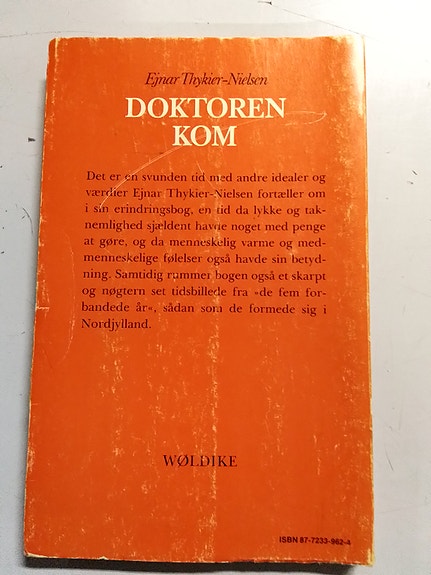 Ejnar Thykier-Nielsen
DOKTOREN
KOM
Det er en svunden tid med andre idealer og
værdier Ejnar Thykier-Nielsen fortæller om
i sin erindringsbog, en tid da lykke og tak-
nemlighed sjældent havde noget med penge
at gøre, og da menneskelig varme og med-
menneskelige følelser også havde sin betyd-
ning. Samtidig rummer bogen også et skarpt
og nøgtern set tidsbillede fra »de fem for-
bandede år«, sådan som de formede sig i
Nordjylland.
WØLDIKE
ISBN 87-7233-962-4